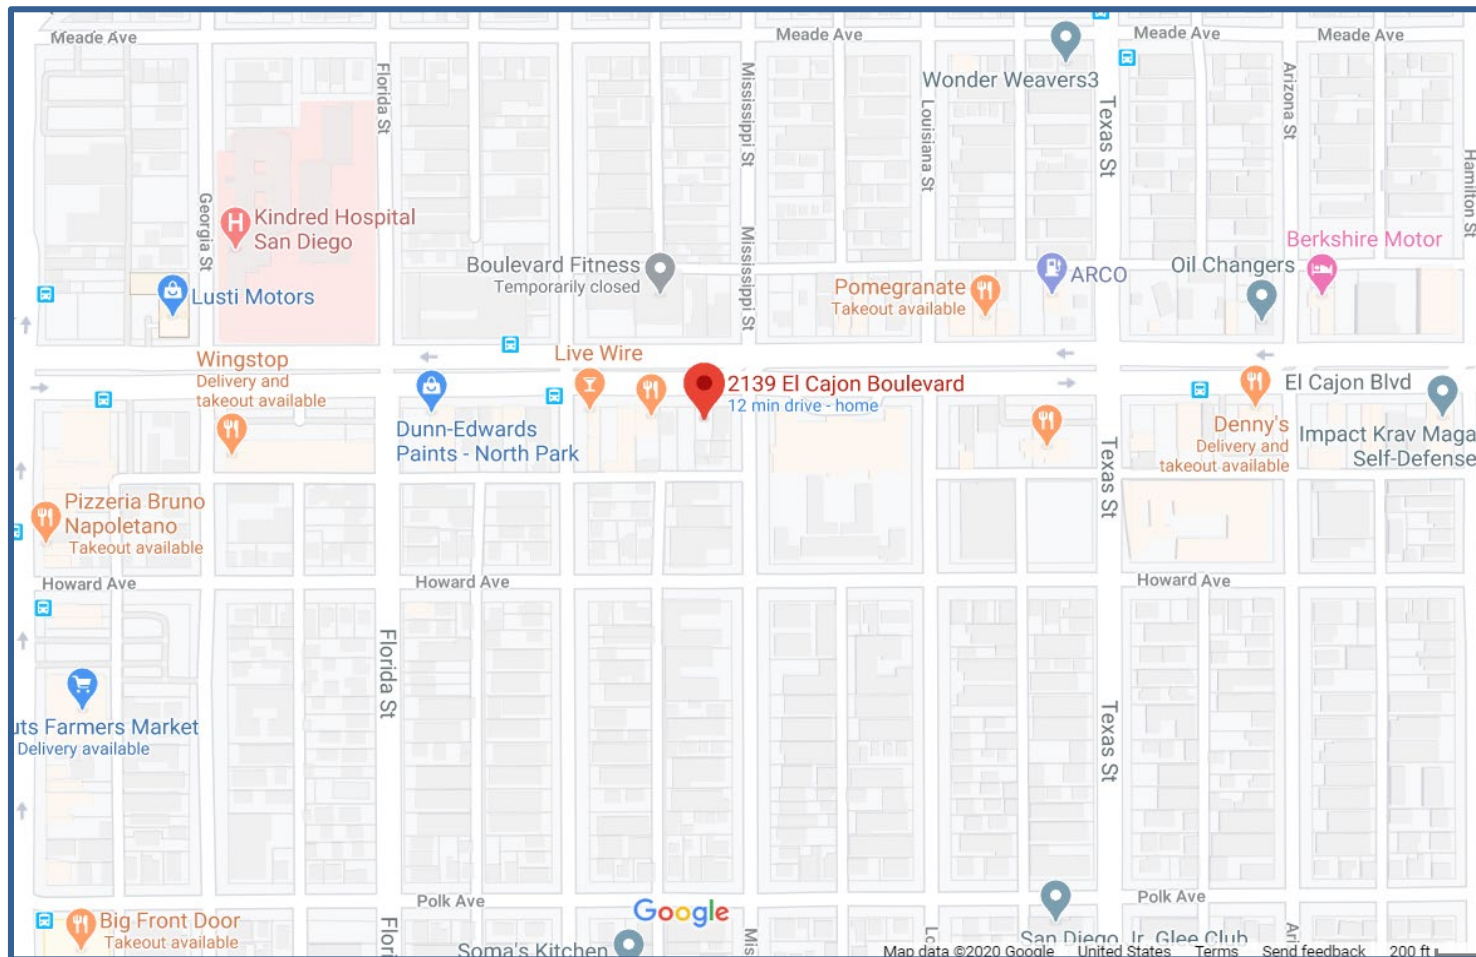 Meade Ave
Meade Ave
Meade Ave
Meade Ave
Wonder Weavers3
Florida St
Mississippi St
Louisiana St
Texas St
Arizona St
Hamilton St
Georgia St
Kindred Hospital
San Diego
Mississippi St
Berkshire Motor
Boulevard Fitness
Temporarily closed
Oil Changers
ARCO
Pomegranate
Takeout available
Lusti Motors
Wingstop
Delivery and
takeout available
Live Wire
2139 El Cajon Boulevard
12 min drive - home
El Cajon Blvd
Dunn-Edwards
Paints - North Park
Denny's
Delivery and
takeout available
Impact Krav Maga
Self-Defense
Texas St
Pizzeria Bruno
Napoletano
Takeout available
Howard Ave
Howard Ave
Howard Ave
Florida St
Texas St
uts Farmers Market
Delivery available
Polk Ave
Polk Ave
Google
Big Front Door
Takeout available
Flori
Soma's Kitchen
Mis
Lo
San Diego Jr. Glee Club
Ari
Map data ©2020 Google United States Terms Send feedback 200 ft